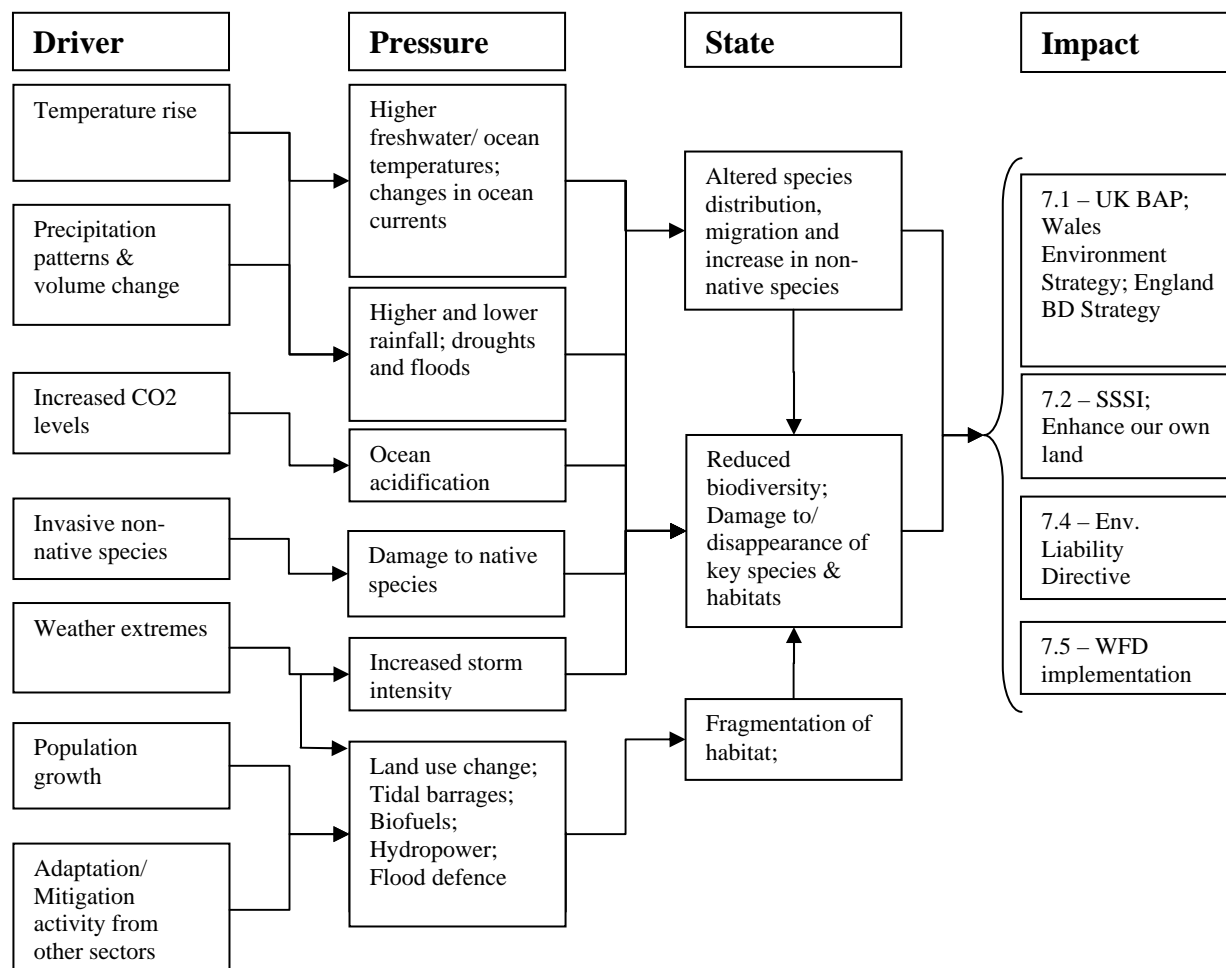 Driver
Pressure
State
Impact
Temperature rise
Precipitation
patterns &
volume change
Increased CO2
levels
Invasive non-
native species
Weather extremes
Population
growth
Adaptation/
Mitigation
activity from
other sectors
Higher
freshwater/ ocean
temperatures;
changes in ocean
currents
Higher and lower
rainfall; droughts
and floods
Ocean
acidification
Damage to native
species
Increased storm
intensity
Land use change;
Tidal barrages;
Biofuels;
Hydropower;
Flood defence
Altered species
distribution,
migration and
increase in non-
native species
Reduced
biodiversity;
Damage to/
disappearance of
key species &
habitats
Fragmentation of
habitat;
7.1 – UK BAP;
Wales
Environment
Strategy; England
BD Strategy
7.2 – SSSI;
Enhance our own
land
7.4 – Env.
Liability
Directive
7.5 – WFD
implementation